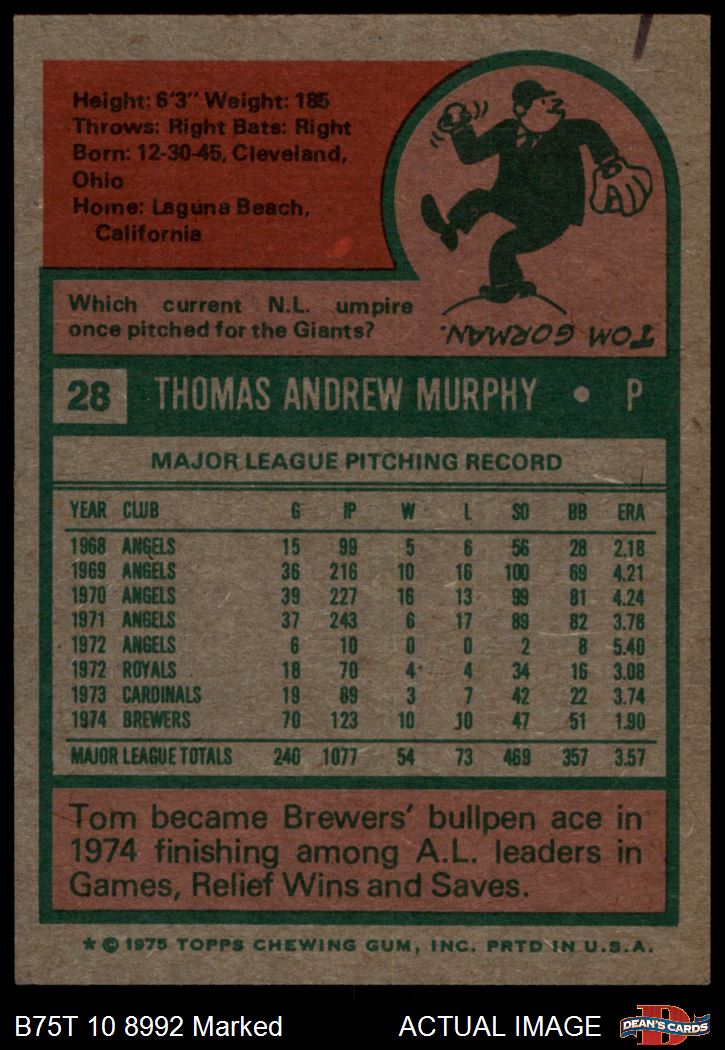 Height: 6'3" Weight: 185
Throws: Right Bats: Right
Born: 12-30-45, Cleveland,
Ohio
Home: Laguna Beach,
California
Which current N.L. umpire
once pitched for the Giants?
TOM GORMAN.
28 THOMAS ANDREW MURPHY • P
MAJOR LEAGUE PITCHING RECORD
YEAR CLUB G IP W L SO BB ERA
1968 ANGELS 15 99 5 6 56 28 2.18
1969 ANGELS 36 216 10 16 100 69 4.21
1970 ANGELS 39 227 16 13 99 81 4.24
1971 ANGELS 37 243 6 17 89 82 3.78
1972 ANGELS 6 10 0 0 2 8 5.40
1972 ROYALS 18 70 4 4 34 16 3.08
1973 CARDINALS 19 89 3 7 42 22 3.74
1974 BREWERS 70 123 10 10 47 51 1.90
MAJOR LEAGUE TOTALS 240 1077 54 73 469 357 3.57
Tom became Brewers' bullpen ace in
1974 finishing among A.L. leaders in
Games, Relief Wins and Saves.
* © 1975 TOPPS CHEWING GUM, INC. PRTD IN U.S.A.
B75T 10 8992 Marked ACTUAL IMAGE D DEAN'S CARDS